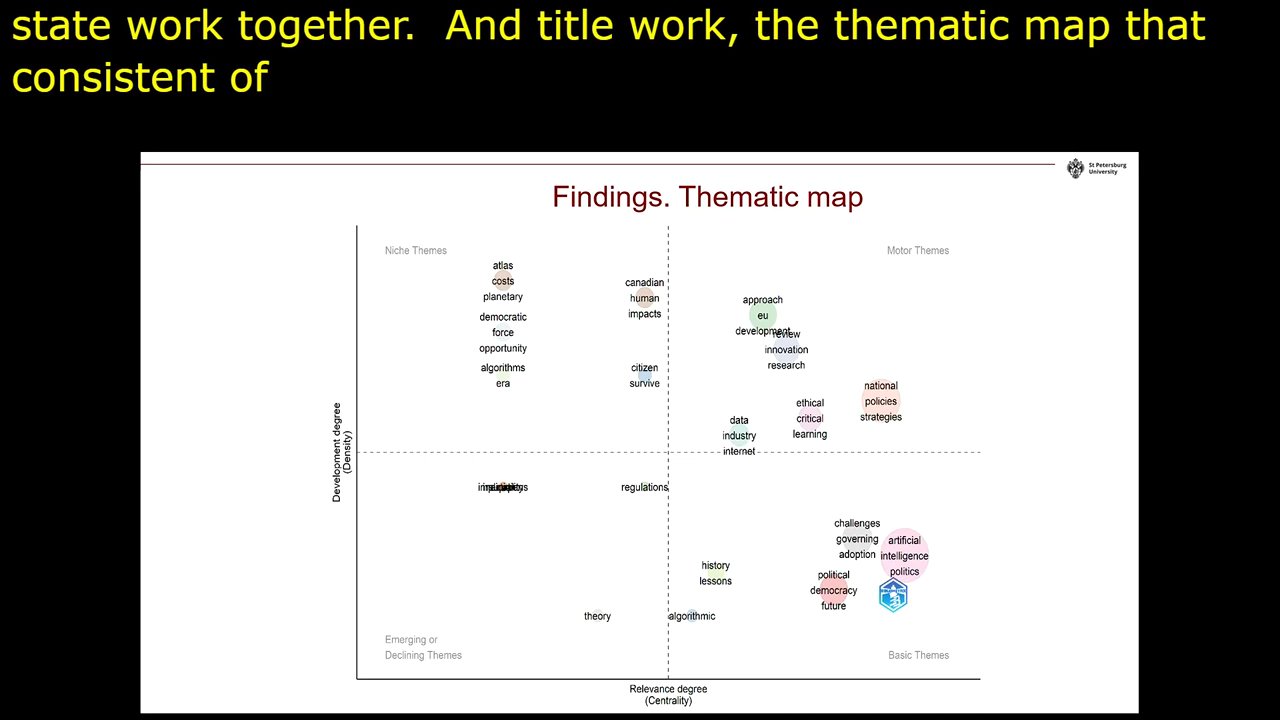 state work together.  And title work, the thematic map that
consistent of
St Petersburg
University
Findings. Thematic map
Niche Themes
Motor Themes
atlas
costs
planetary
canadian
human
impacts
approach
eu
development
democratic
force
opportunity
review
innovation
research
algorithms
era
citizen
survive
national
policies
strategies
ethical
critical
learning
data
industry
internet
Development degree
(Density)
regulations
challenges
governing
adoption
artificial
intelligence
politics
history
lessons
political
democracy
future
theory
algorithmic
Emerging or
Declining Themes
Basic Themes
Relevance degree
(Centrality)